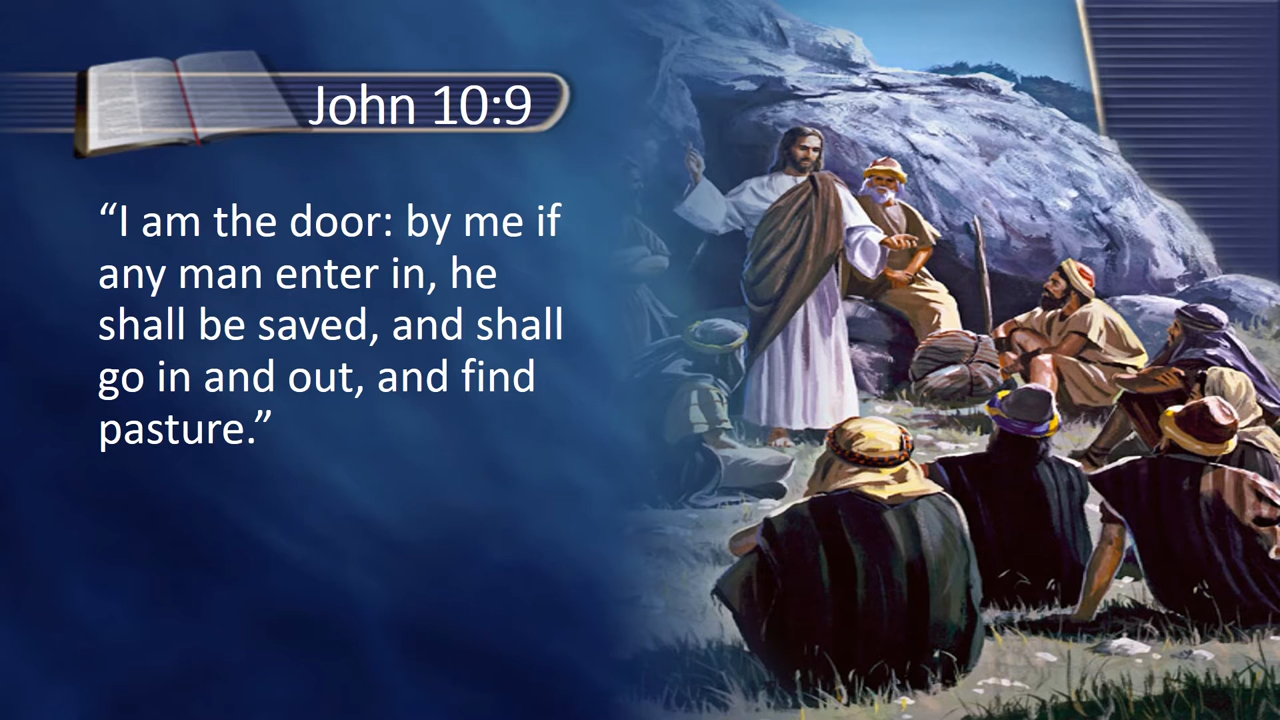 John 10:9
“I am the door: by me if
any man enter in, he
shall be saved, and shall
go in and out, and find
pasture.”